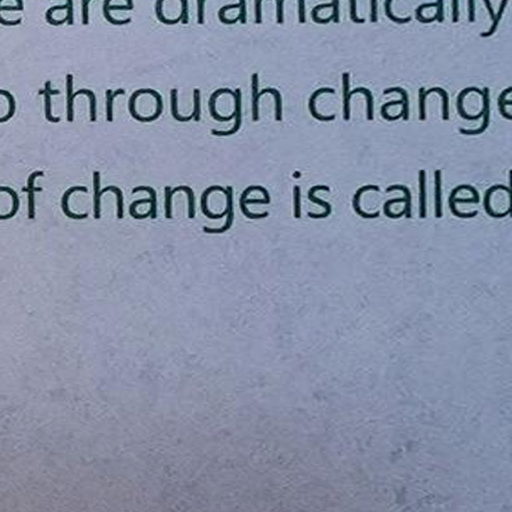 are dramatically
through change
of change is called